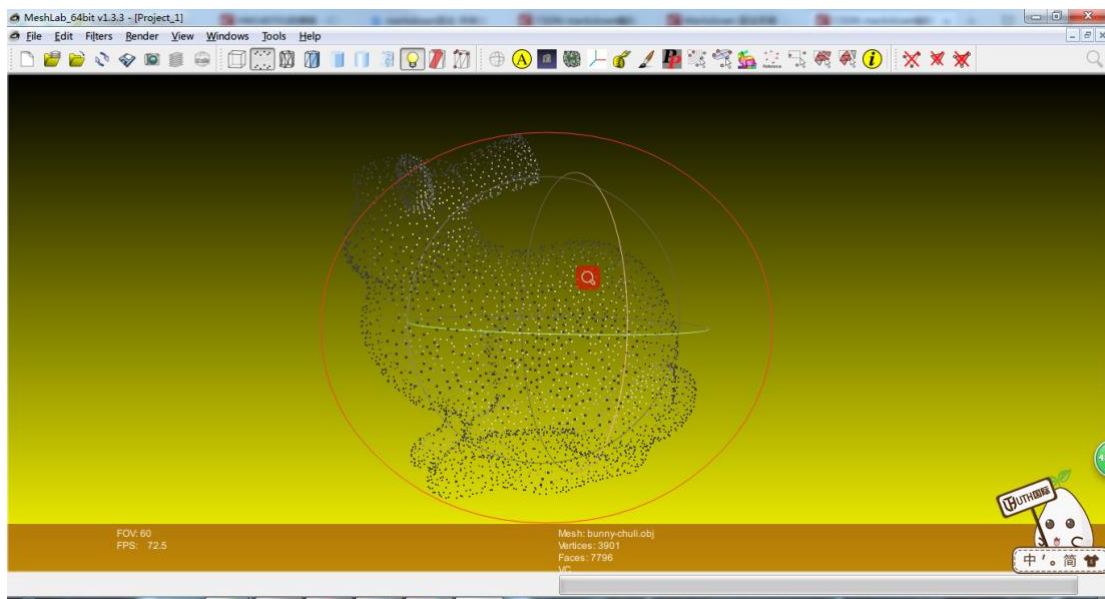 MeshLab_64bit v1.3.3 - [Project_1]
File Edit Filters Render View Windows Tools Help
A
i
FOV: 60
FPS: 72.5
Mesh: bunny-chuli.obj
Vertices: 3901
Faces: 7796
VC
中 ' 。 简